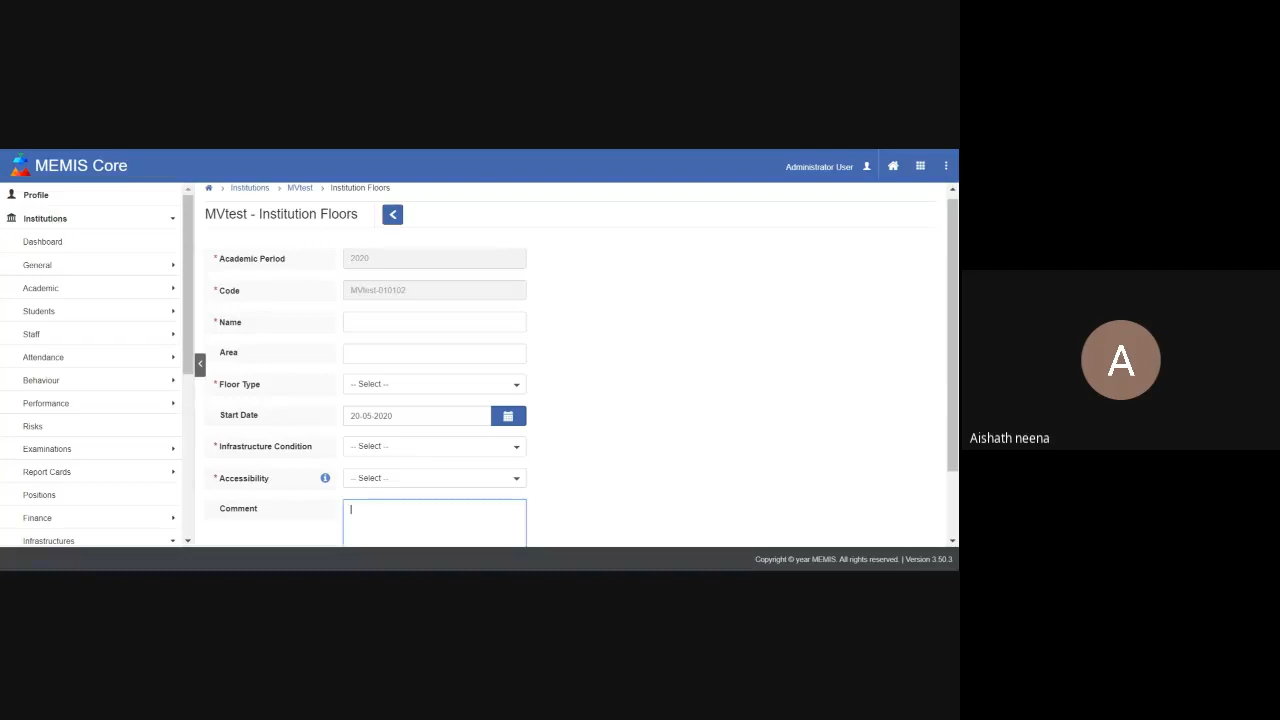 MEMIS Core
Administrator User
Profile
Institutions
Dashboard
General
Academic
Students
Staff
Attendance
Behaviour
Performance
Risks
Examinations
Report Cards
Positions
Finance
Infrastructures
Institutions > MVtest > Institution Floors
MVtest - Institution Floors
* Academic Period 2020
* Code MVtest-010102
* Name
Area
* Floor Type -- Select --
Start Date 20-05-2020
* Infrastructure Condition -- Select --
* Accessibility -- Select --
Comment
Copyright © year MEMIS. All rights reserved. | Version 3.50.3
A
Aishath neena